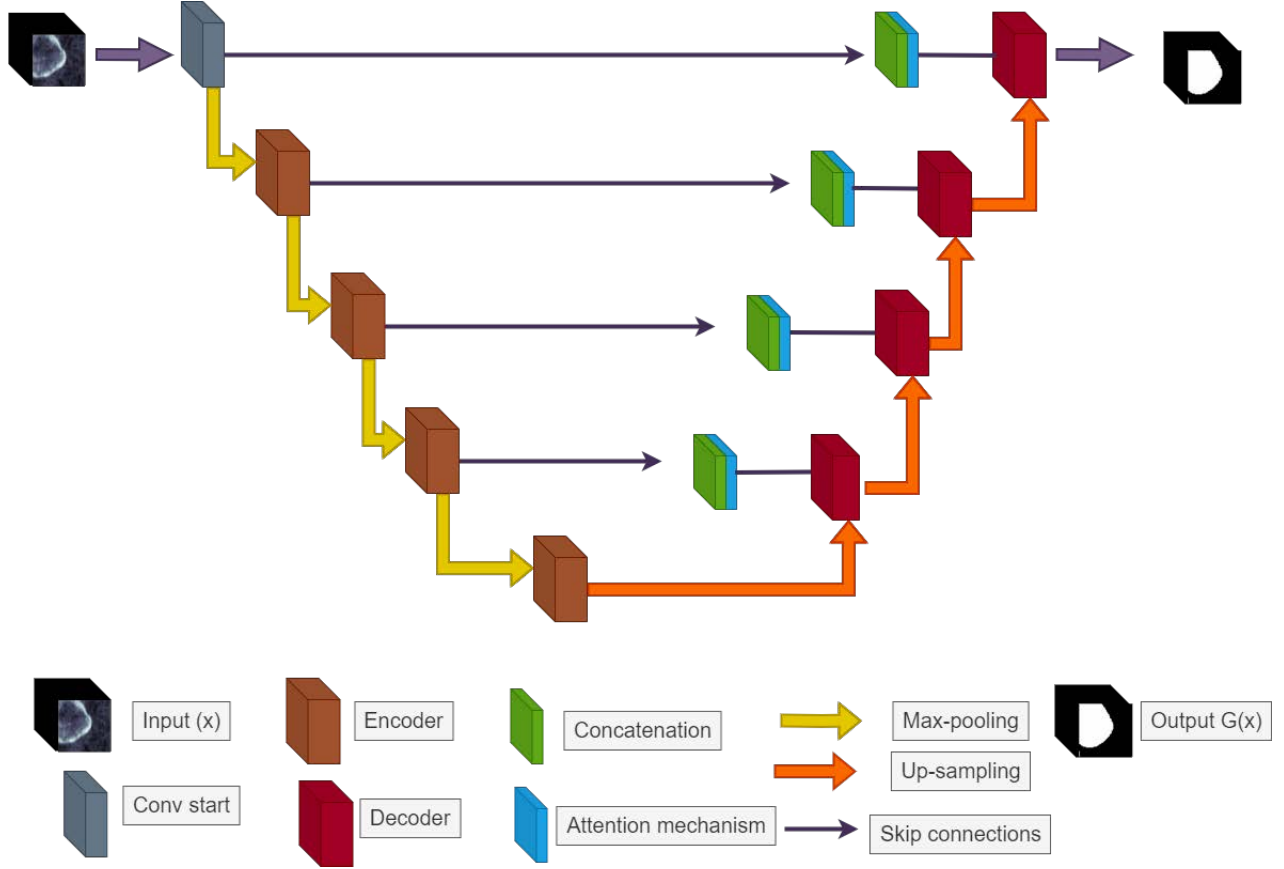 Input (x)
Encoder
Concatenation
Max-pooling
Output G(x)
Up-sampling
Conv start
Decoder
Attention mechanism
Skip connections